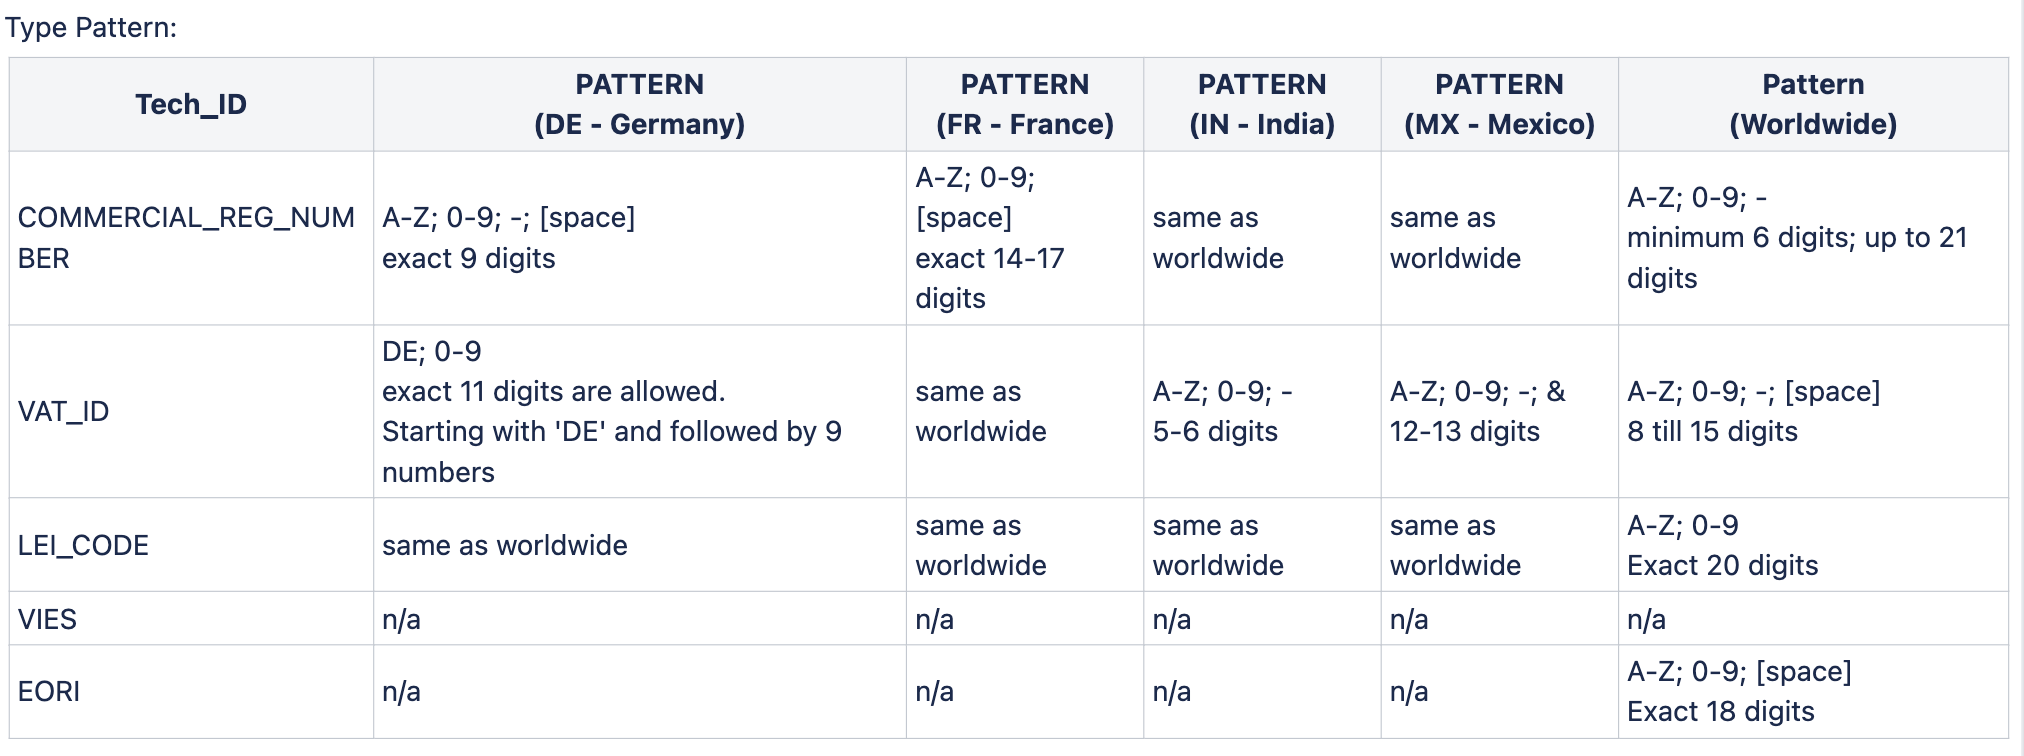 Type Pattern:
Tech_ID
PATTERN
(DE - Germany)
PATTERN
(FR - France)
PATTERN
(IN - India)
PATTERN
(MX - Mexico)
Pattern
(Worldwide)
COMMERCIAL_REG_NUM
BER
A-Z; 0-9; -; [space]
exact 9 digits
A-Z; 0-9;
[space]
exact 14-17
digits
same as
worldwide
same as
worldwide
A-Z; 0-9; -
minimum 6 digits; up to 21
digits
VAT_ID
DE; 0-9
exact 11 digits are allowed.
Starting with 'DE' and followed by 9
numbers
same as
worldwide
A-Z; 0-9; -
5-6 digits
A-Z; 0-9; -; &
12-13 digits
A-Z; 0-9; -; [space]
8 till 15 digits
LEI_CODE
same as worldwide
same as
worldwide
same as
worldwide
same as
worldwide
A-Z; 0-9
Exact 20 digits
VIES
n/a
n/a
n/a
n/a
n/a
EORI
n/a
n/a
n/a
n/a
A-Z; 0-9; [space]
Exact 18 digits